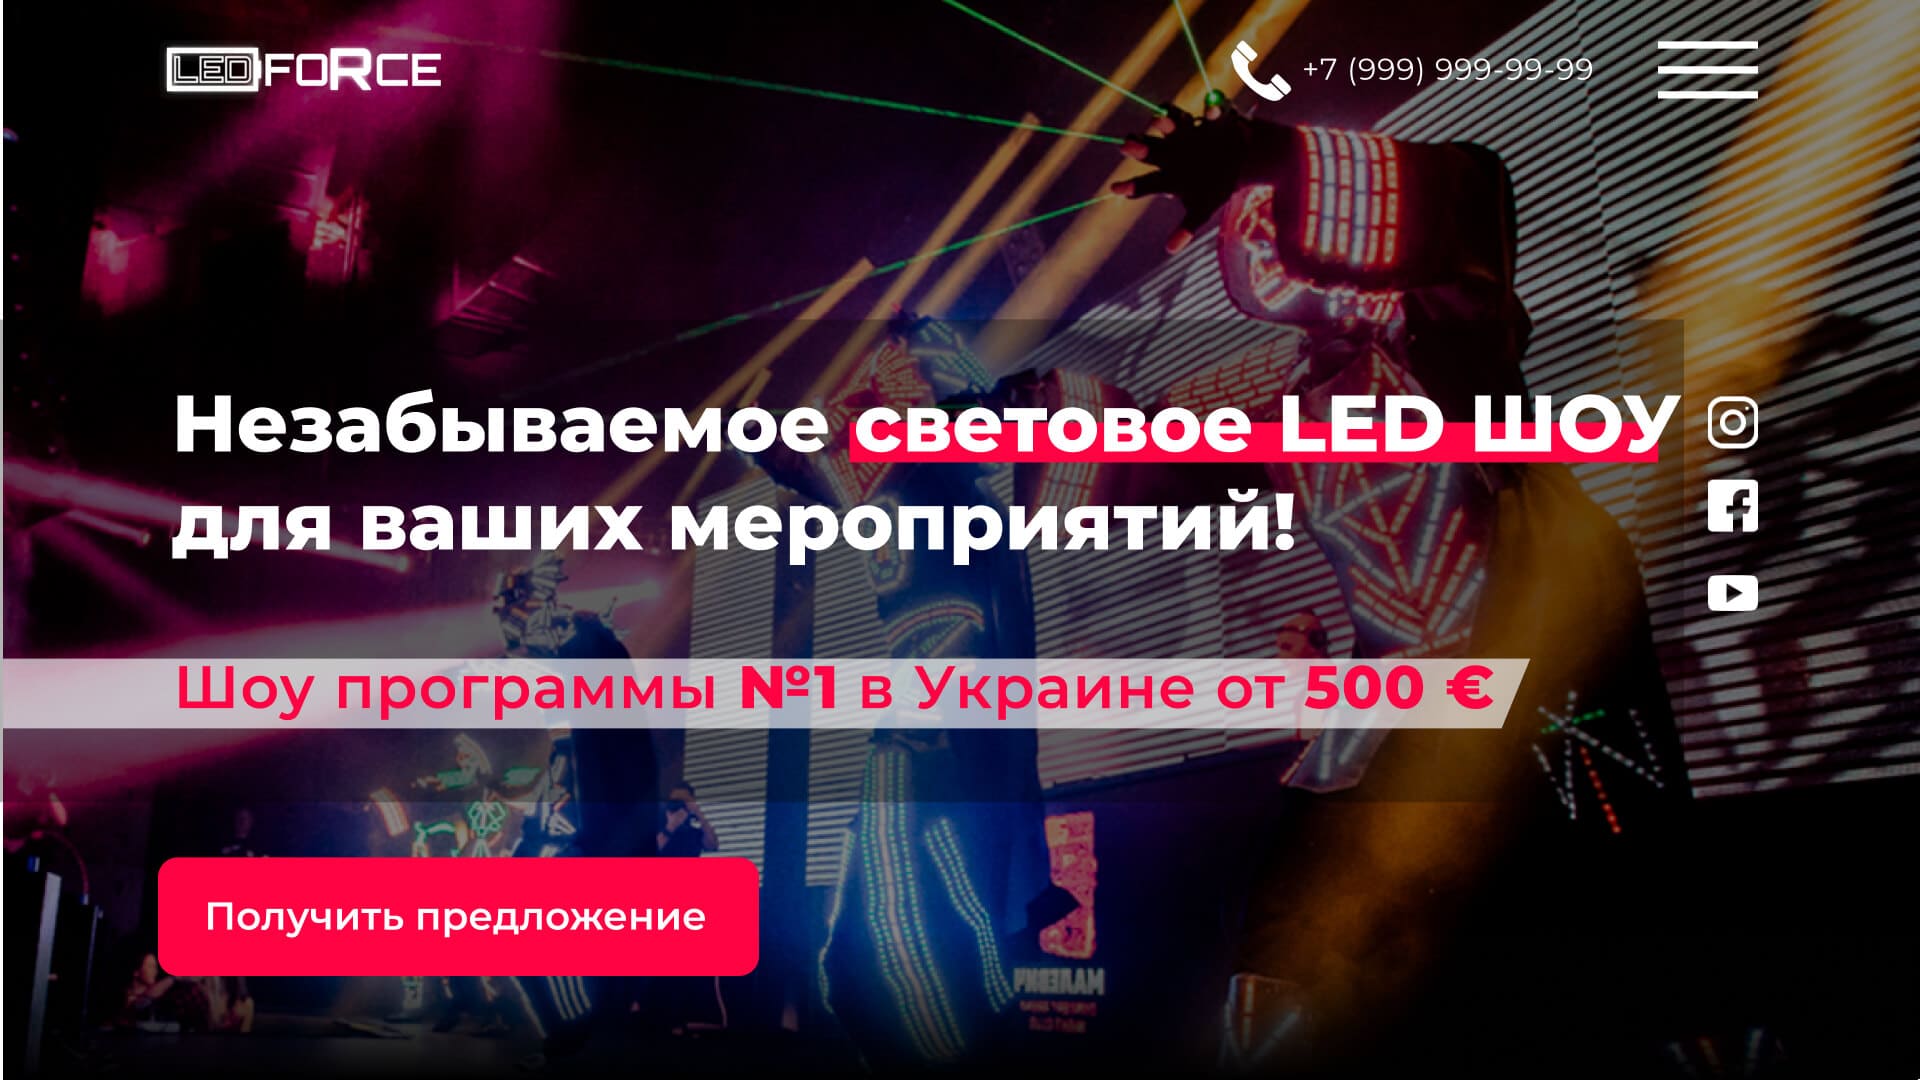 LED FORCE
+7 (999) 999-99-99
Незабываемое световое LED ШОУ
для ваших мероприятий!
Шоу программы №1 в Украине от 500 €
Получить предложение
МАЛЕВИЧ